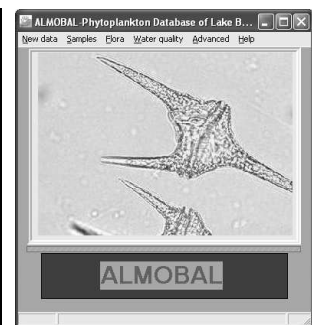 ALMOBAL-Phytoplankton Database of Lake B...
New data Samples Flora Water quality Advanced Help
ALMOBAL